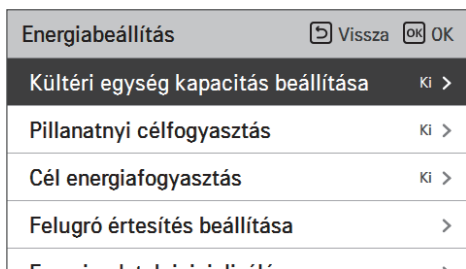 Energiabeállítás Vissza OK OK
Kültéri egység kapacitás beállítása Ki >
Pillanatnyi célfogyasztás Ki >
Cél energiafogyasztás Ki >
Felugró értesítés beállítása >